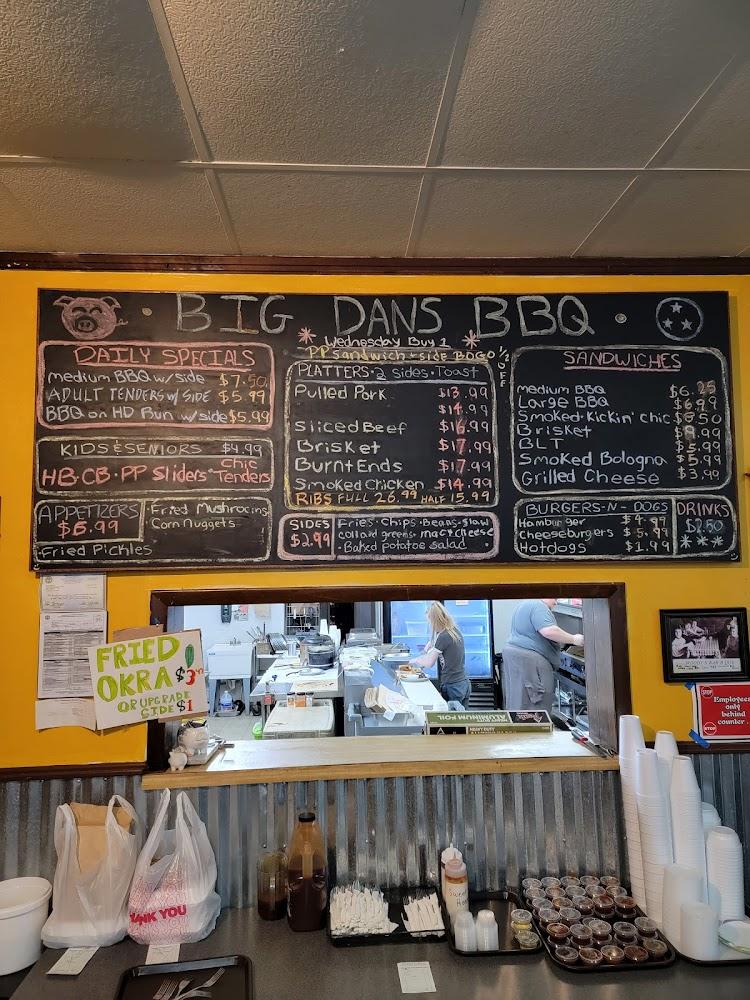 BIG DANS BBQ
DAILY SPECIALS
medium BBQ w/ side $7.50
ADULT TENDERS w/ SIDE $5.99
BBQ on HD Bun w/side $5.99
KIDS & SENIORS $4.99
HB·CB·PP Sliders· Chic Tenders
APPETIZERS
$6.99
Fried Mushrooms
Corn Nuggets
·Fried Pickles
Wednesday Buy 1
PP sandwich + side BOGO
PLATTERS·2 sides·Toast
Pulled Pork $13.99
$14.99
Sliced Beef $16.99
Brisket $17.99
Burnt Ends $17.99
Smoked Chicken $14.99
RIBS FULL 26.99 HALF 15.99
SIDES
$2.99
Fries·Chips·Beans·slaw
collard greens·mac+cheese
·Baked potatoe salad
SANDWICHES
Medium BBQ $6.25
Large BBQ $6.99
Smoked·Kickin' chic $5.50
Brisket $9.99
BLT $5.99
Smoked Bologna $5.99
Grilled Cheese $3.99
BURGERS-N-DOGS
Hamburger $4.99
Cheeseburgers $5.99
Hotdogs $1.99
DRINKS
$2.50
FRIED
OKRA $3
OR UPGRADE
SIDE $1
ALUMINUM FOIL
STOP
Employees
only
behind
counter
STOP
THANK YOU